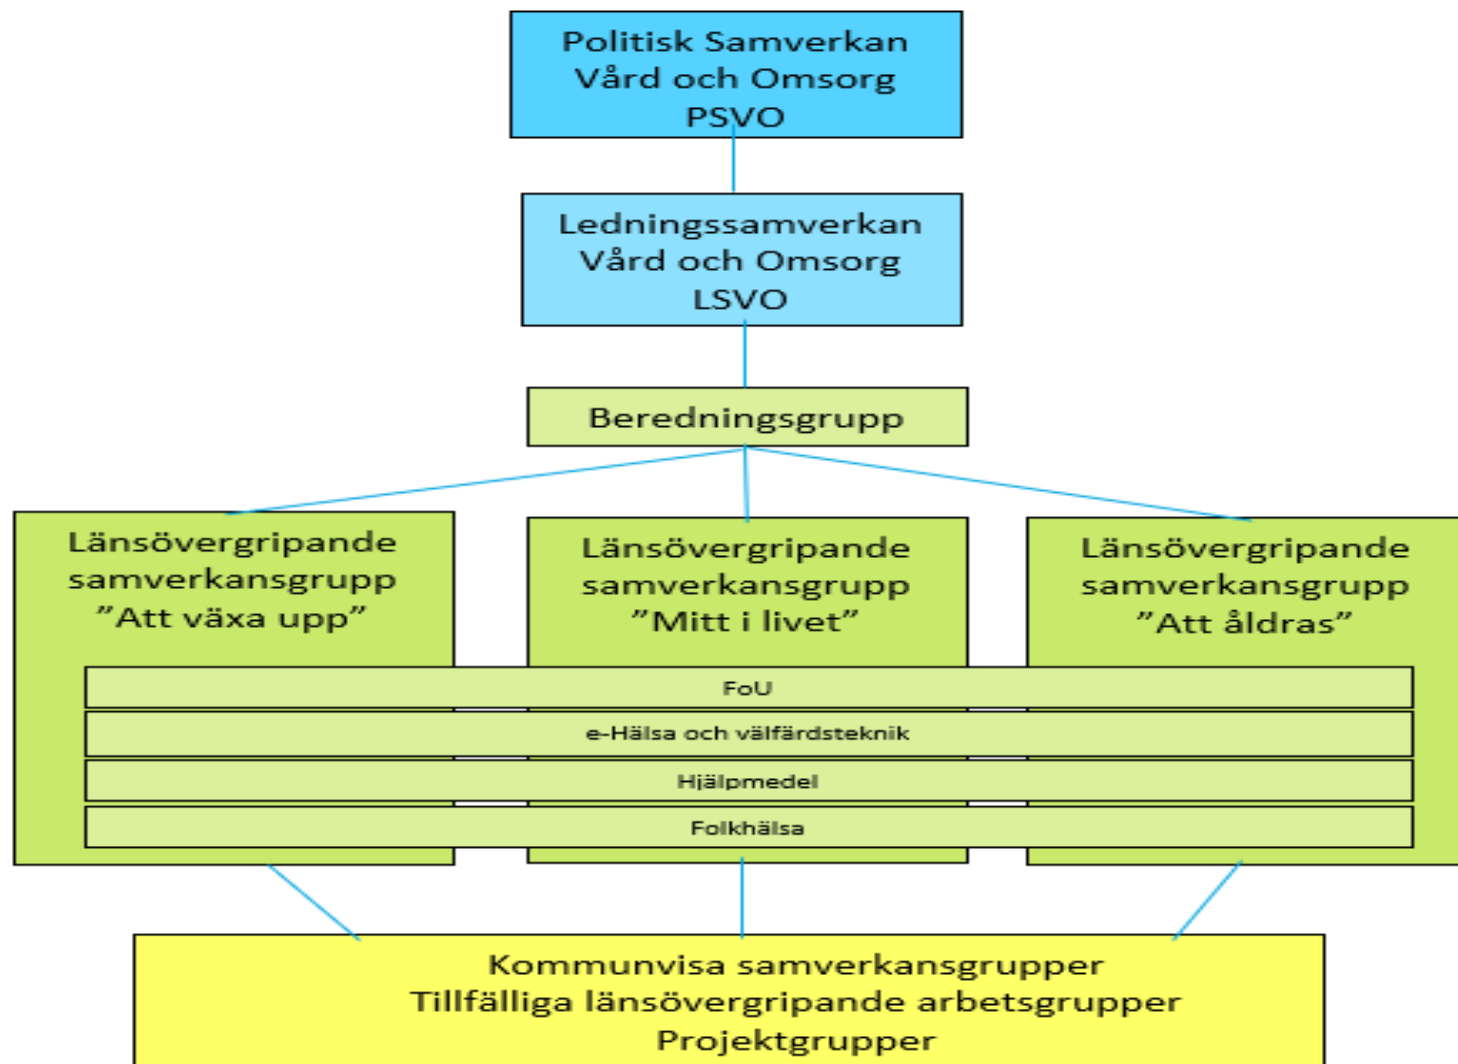 Politisk Samverkan
Vård och Omsorg
PSVO
Ledningssamverkan
Vård och Omsorg
LSVO
Beredningsgrupp
Länsövergripande
samverkansgrupp
”Att växa upp”
Länsövergripande
samverkansgrupp
”Mitt i livet”
Länsövergripande
samverkansgrupp
”Att åldras”
FoU
e-Hälsa och välfärdsteknik
Hjälpmedel
Folkhälsa
Kommunvisa samverkansgrupper
Tillfälliga länsövergripande arbetsgrupper
Projektgrupper